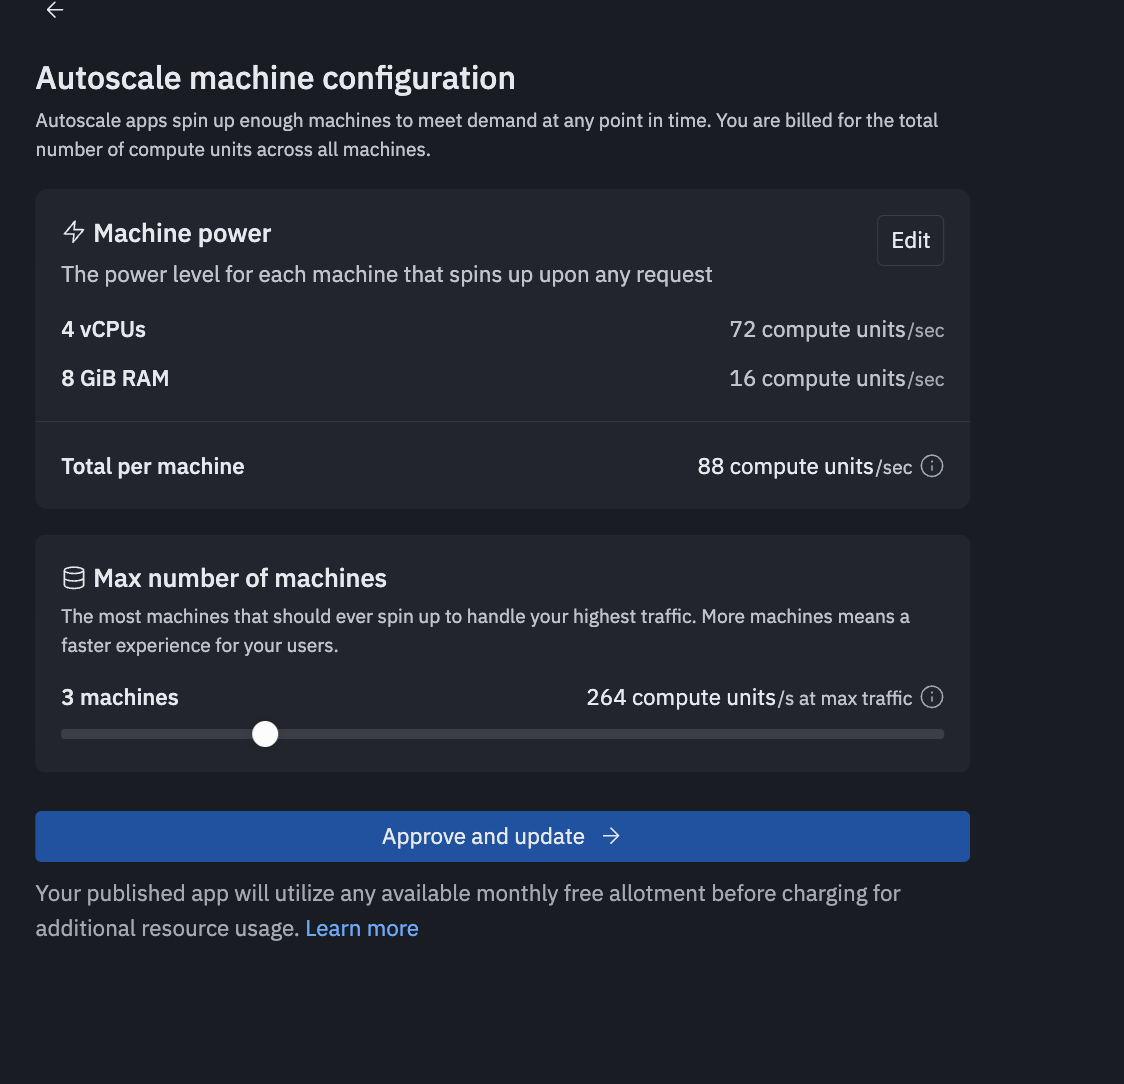 Autoscale machine configuration
Autoscale apps spin up enough machines to meet demand at any point in time. You are billed for the total
number of compute units across all machines.
Machine power
Edit
The power level for each machine that spins up upon any request
4 vCPUs
72 compute units/sec
8 GiB RAM
16 compute units/sec
Total per machine
88 compute units/sec
Max number of machines
The most machines that should ever spin up to handle your highest traffic. More machines means a
faster experience for your users.
3 machines
264 compute units/s at max traffic
Approve and update
Your published app will utilize any available monthly free allotment before charging for
additional resource usage. Learn more